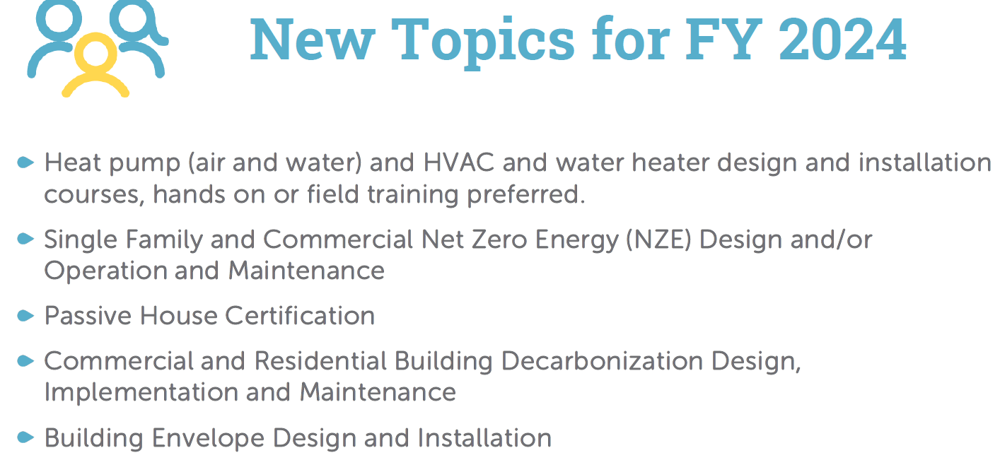 New Topics for FY 2024
Heat pump (air and water) and HVAC and water heater design and installation
courses, hands on or field training preferred.
Single Family and Commercial Net Zero Energy (NZE) Design and/or
Operation and Maintenance
Passive House Certification
Commercial and Residential Building Decarbonization Design,
Implementation and Maintenance
Building Envelope Design and Installation